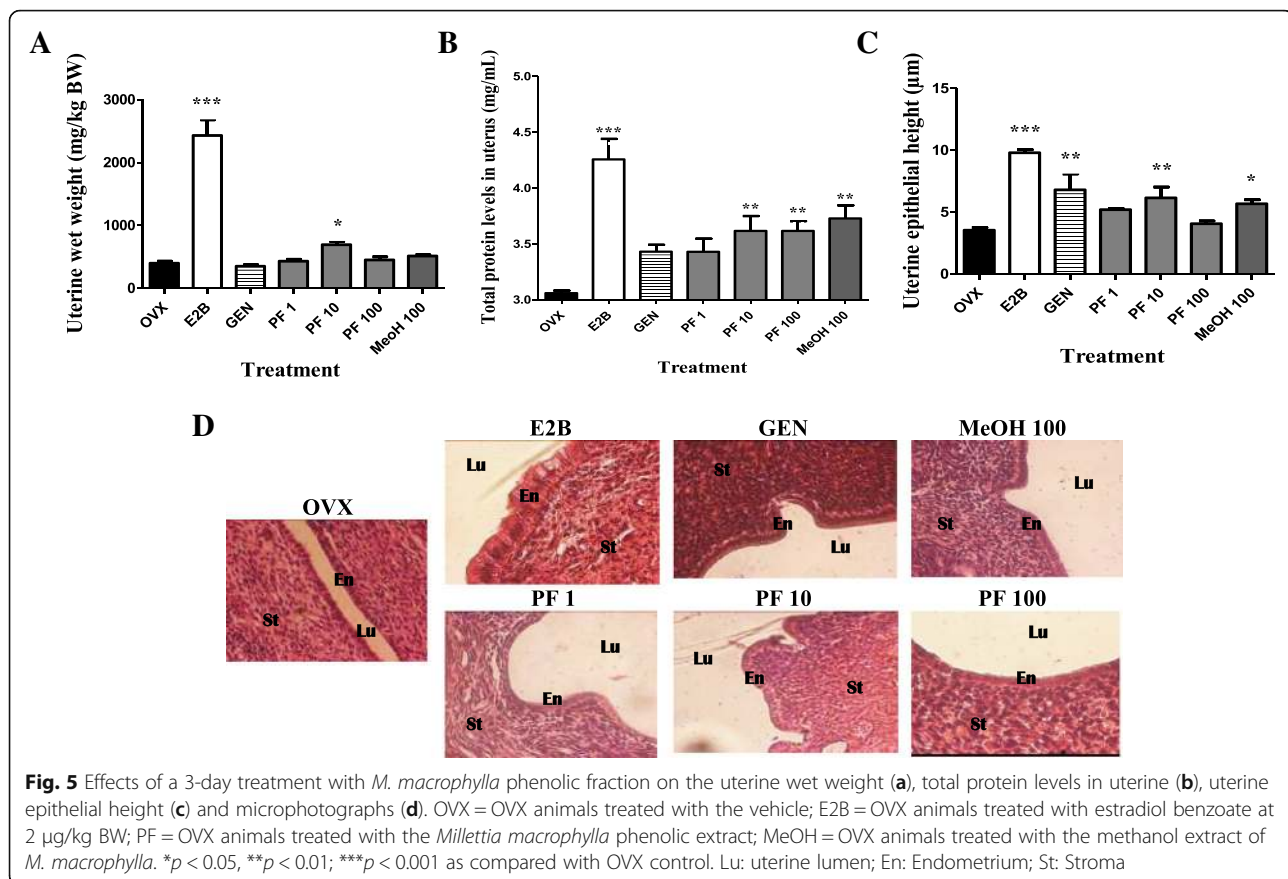 A
Uterine wet weight (mg/kg BW)
3000
2000
1000
0
***
*
OVX
E2B
GEN
PF 1
PF 10
PF 100
MeOH 100
Treatment
B
Total protein levels in uterus (mg/mL)
5.0
4.5
4.0
3.5
3.0
***
**
**
**
OVX
E2B
GEN
PF 1
PF 10
PF 100
MeOH 100
Treatment
C
Uterine epithelial height (µm)
15
10
5
0
***
**
**
*
OVX
E2B
GEN
PF 1
PF 10
PF 100
MeOH 100
Treatment
D
OVX
En
St
Lu
E2B
Lu
En
St
GEN
St
En
Lu
MeOH 100
St
Lu
En
PF 1
Lu
En
St
PF 10
Lu
En
St
PF 100
Lu
En
St
Fig. 5 Effects of a 3-day treatment with M. macrophylla phenolic fraction on the uterine wet weight (a), total protein levels in uterine (b), uterine
epithelial height (c) and microphotographs (d). OVX = OVX animals treated with the vehicle; E2B = OVX animals treated with estradiol benzoate at
2 µg/kg BW; PF = OVX animals treated with the Millettia macrophylla phenolic extract; MeOH = OVX animals treated with the methanol extract of
M. macrophylla. *p < 0.05, **p < 0.01; ***p < 0.001 as compared with OVX control. Lu: uterine lumen; En: Endometrium; St: Stroma